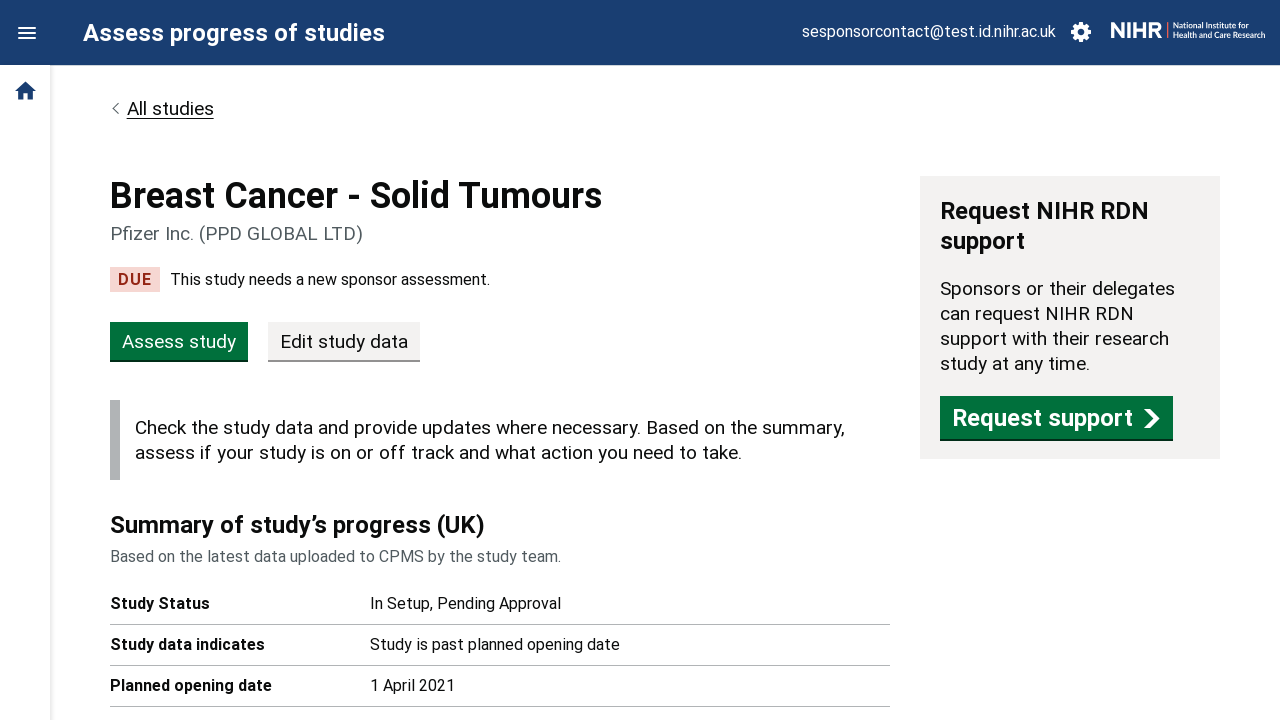 Assess progress of studies
sesponsorcontact@test.id.nihr.ac.uk
NIHR | National Institute for
Health and Care Research
All studies
Breast Cancer - Solid Tumours
Pfizer Inc. (PPD GLOBAL LTD)
DUE This study needs a new sponsor assessment.
Assess study
Edit study data
Check the study data and provide updates where necessary. Based on the summary,
assess if your study is on or off track and what action you need to take.
Summary of study’s progress (UK)
Based on the latest data uploaded to CPMS by the study team.
Study Status In Setup, Pending Approval
Study data indicates Study is past planned opening date
Planned opening date 1 April 2021
Request NIHR RDN
support
Sponsors or their delegates
can request NIHR RDN
support with their research
study at any time.
Request support